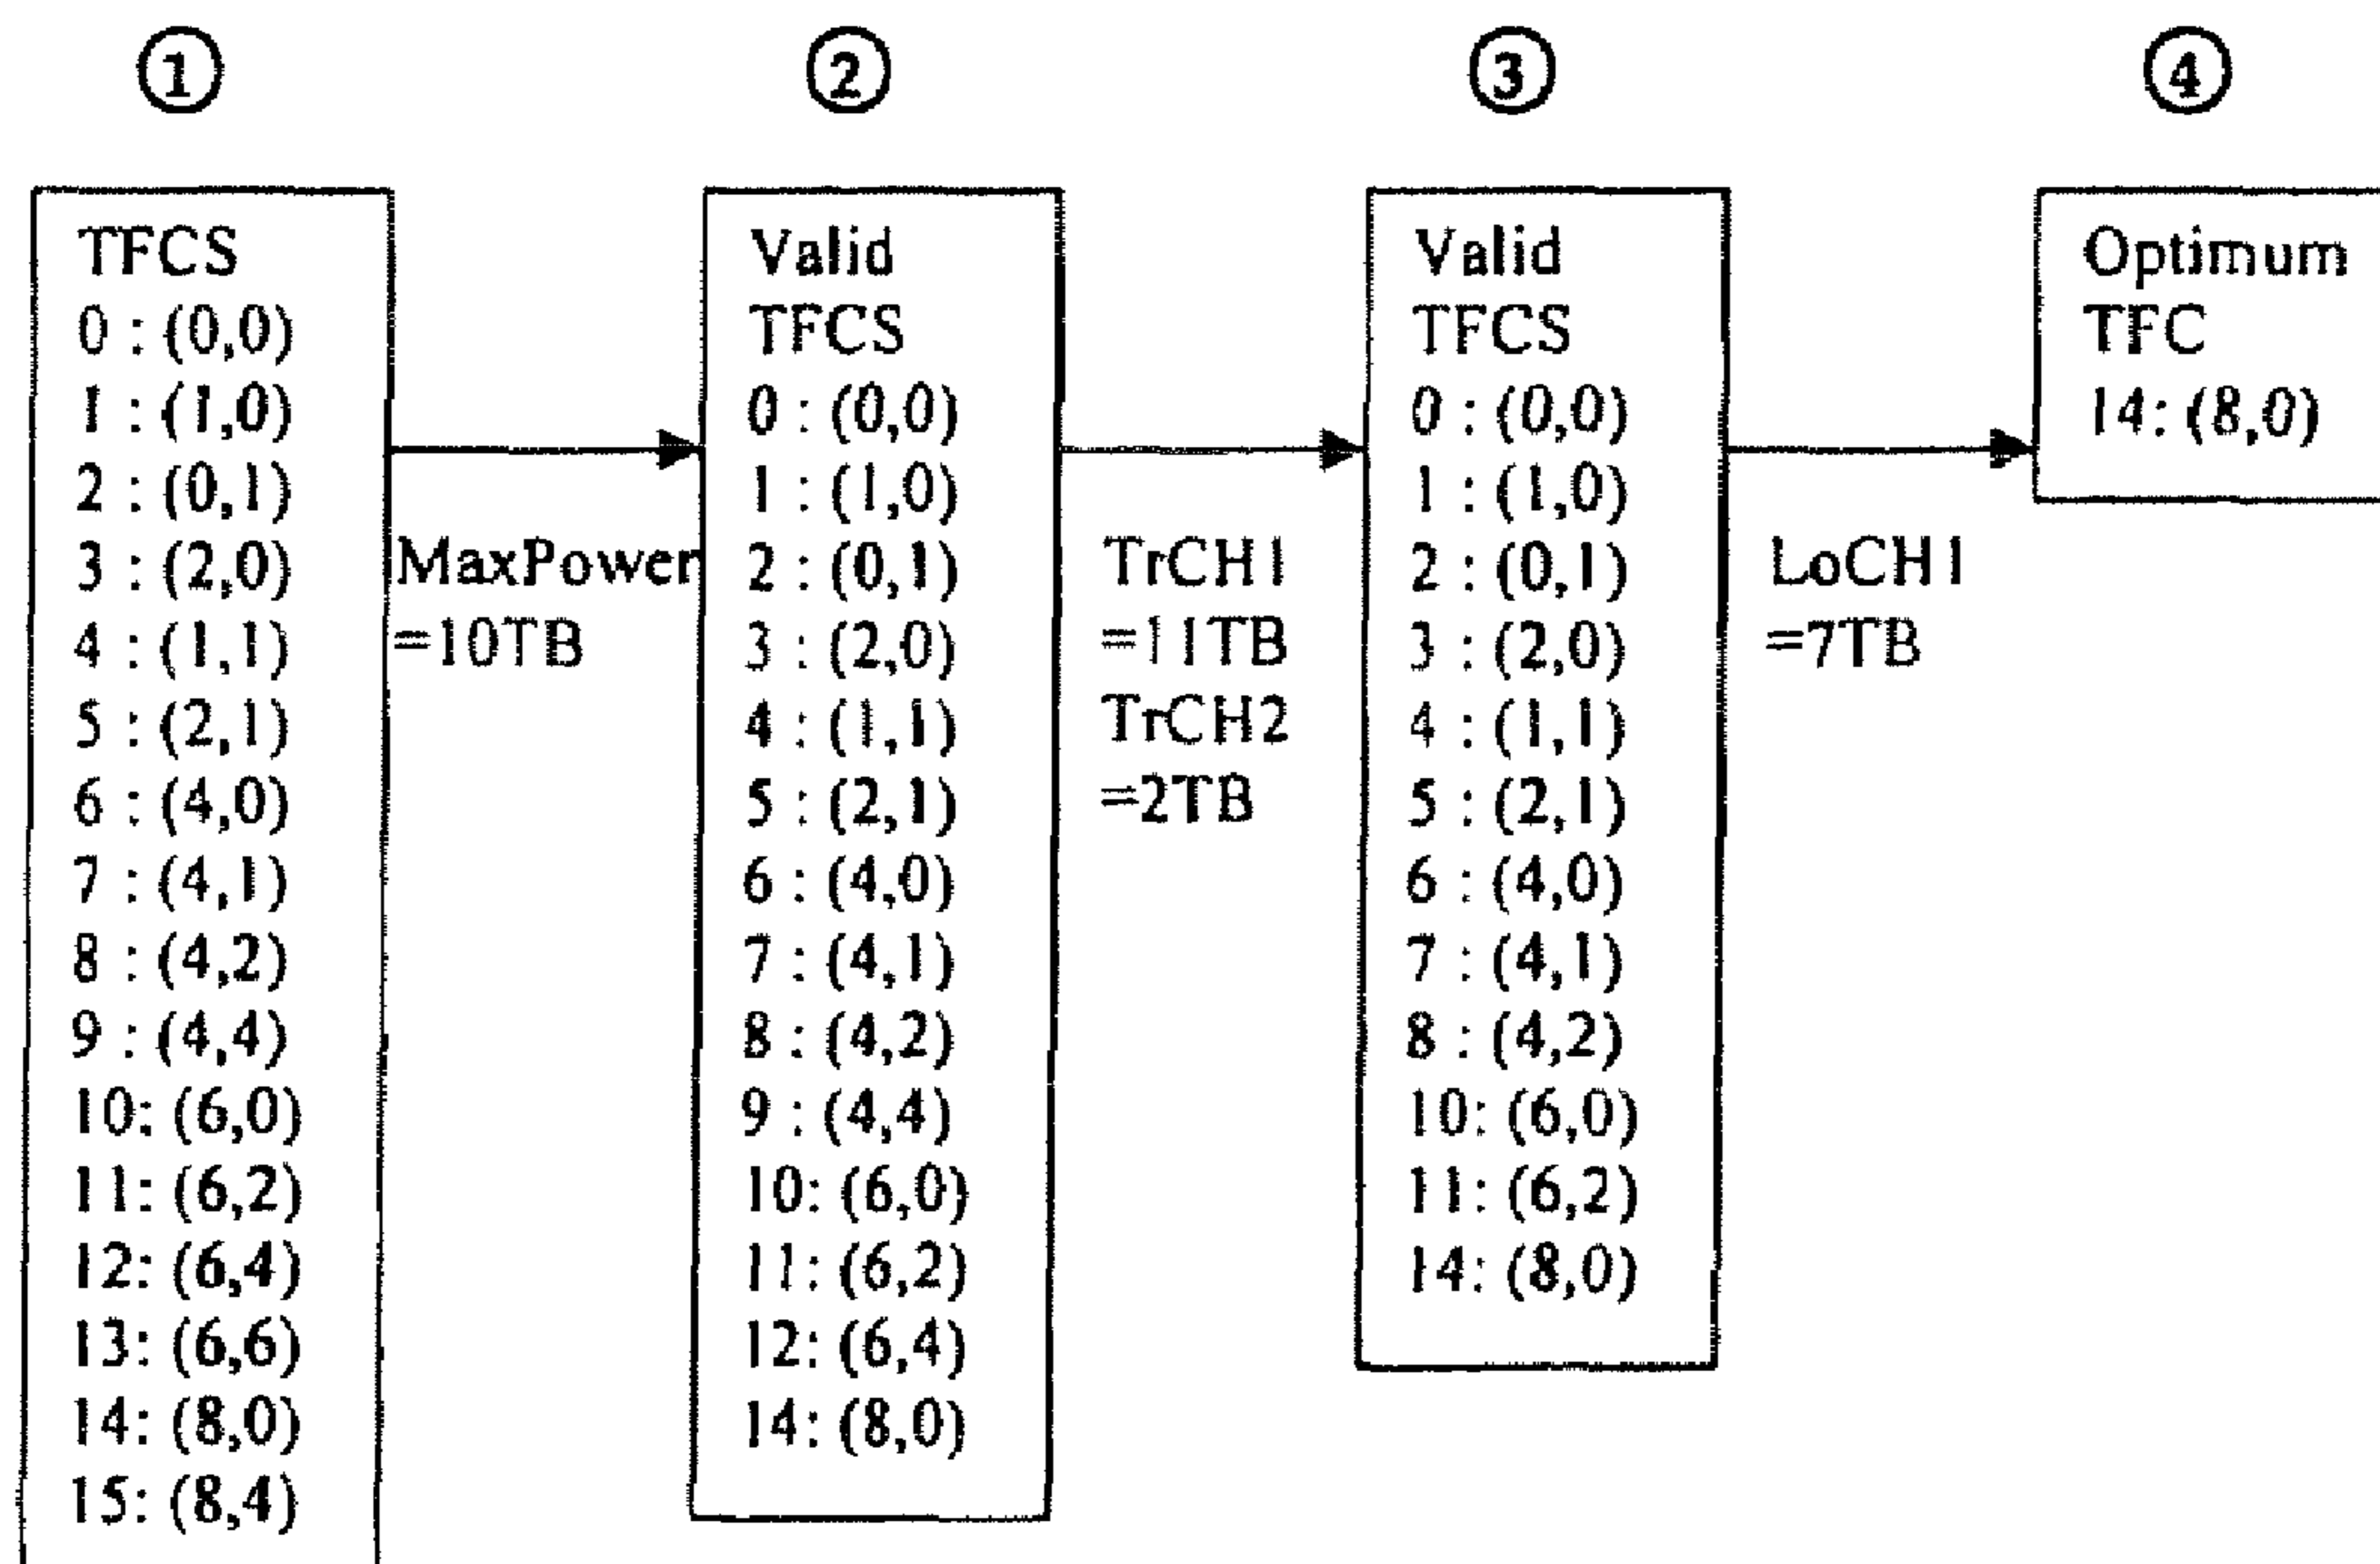 ①
②
③
④
TFCS
0 : (0,0)
1 : (1,0)
2 : (0,1)
3 : (2,0)
4 : (1,1)
5 : (2,1)
6 : (4,0)
7 : (4,1)
8 : (4,2)
9 : (4,4)
10: (6,0)
11: (6,2)
12: (6,4)
13: (6,6)
14: (8,0)
15: (8,4)
MaxPower
=10TB
Valid
TFCS
0 : (0,0)
1 : (1,0)
2 : (0,1)
3 : (2,0)
4 : (1,1)
5 : (2,1)
6 : (4,0)
7 : (4,1)
8 : (4,2)
9 : (4,4)
10: (6,0)
11: (6,2)
12: (6,4)
14: (8,0)
TrCH1
=11TB
TrCH2
=2TB
Valid
TFCS
0 : (0,0)
1 : (1,0)
2 : (0,1)
3 : (2,0)
4 : (1,1)
5 : (2,1)
6 : (4,0)
7 : (4,1)
8 : (4,2)
10: (6,0)
11: (6,2)
14: (8,0)
LoCH1
=7TB
Optimum
TFC
14: (8,0)